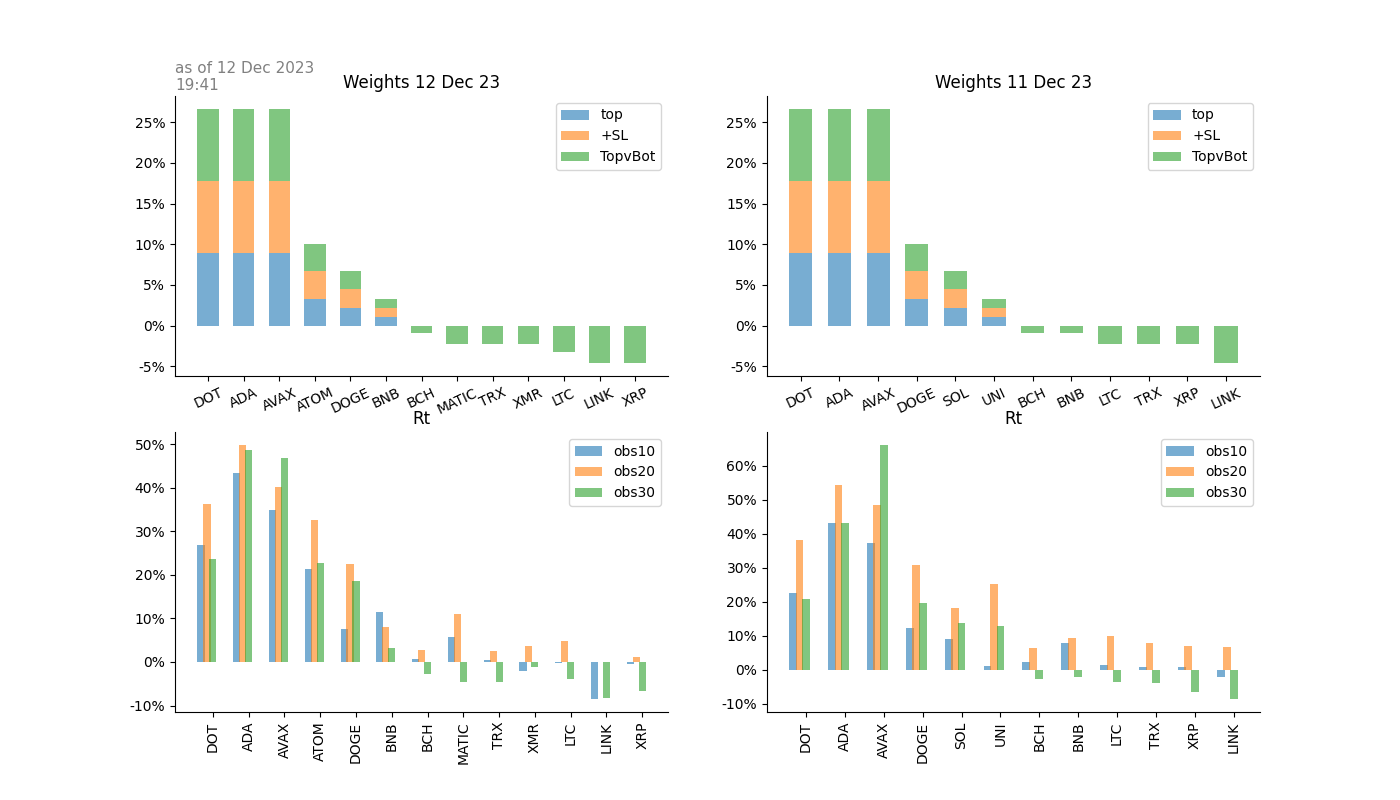 as of 12 Dec 2023
19:41
Weights 12 Dec 23
25%
20%
15%
10%
5%
0%
-5%
top
+SL
TopvBot
DOT ADA AVAX ATOM DOGE BNB BCH MATIC TRX XMR LTC LINK XRP
Weights 11 Dec 23
25%
20%
15%
10%
5%
0%
-5%
top
+SL
TopvBot
DOT ADA AVAX DOGE SOL UNI BCH BNB LTC TRX XRP LINK
Rt
50%
40%
30%
20%
10%
0%
-10%
obs10
obs20
obs30
DOT ADA AVAX ATOM DOGE BNB BCH MATIC TRX XMR LTC LINK XRP
Rt
60%
50%
40%
30%
20%
10%
0%
-10%
obs10
obs20
obs30
DOT ADA AVAX DOGE SOL UNI BCH BNB LTC TRX XRP LINK